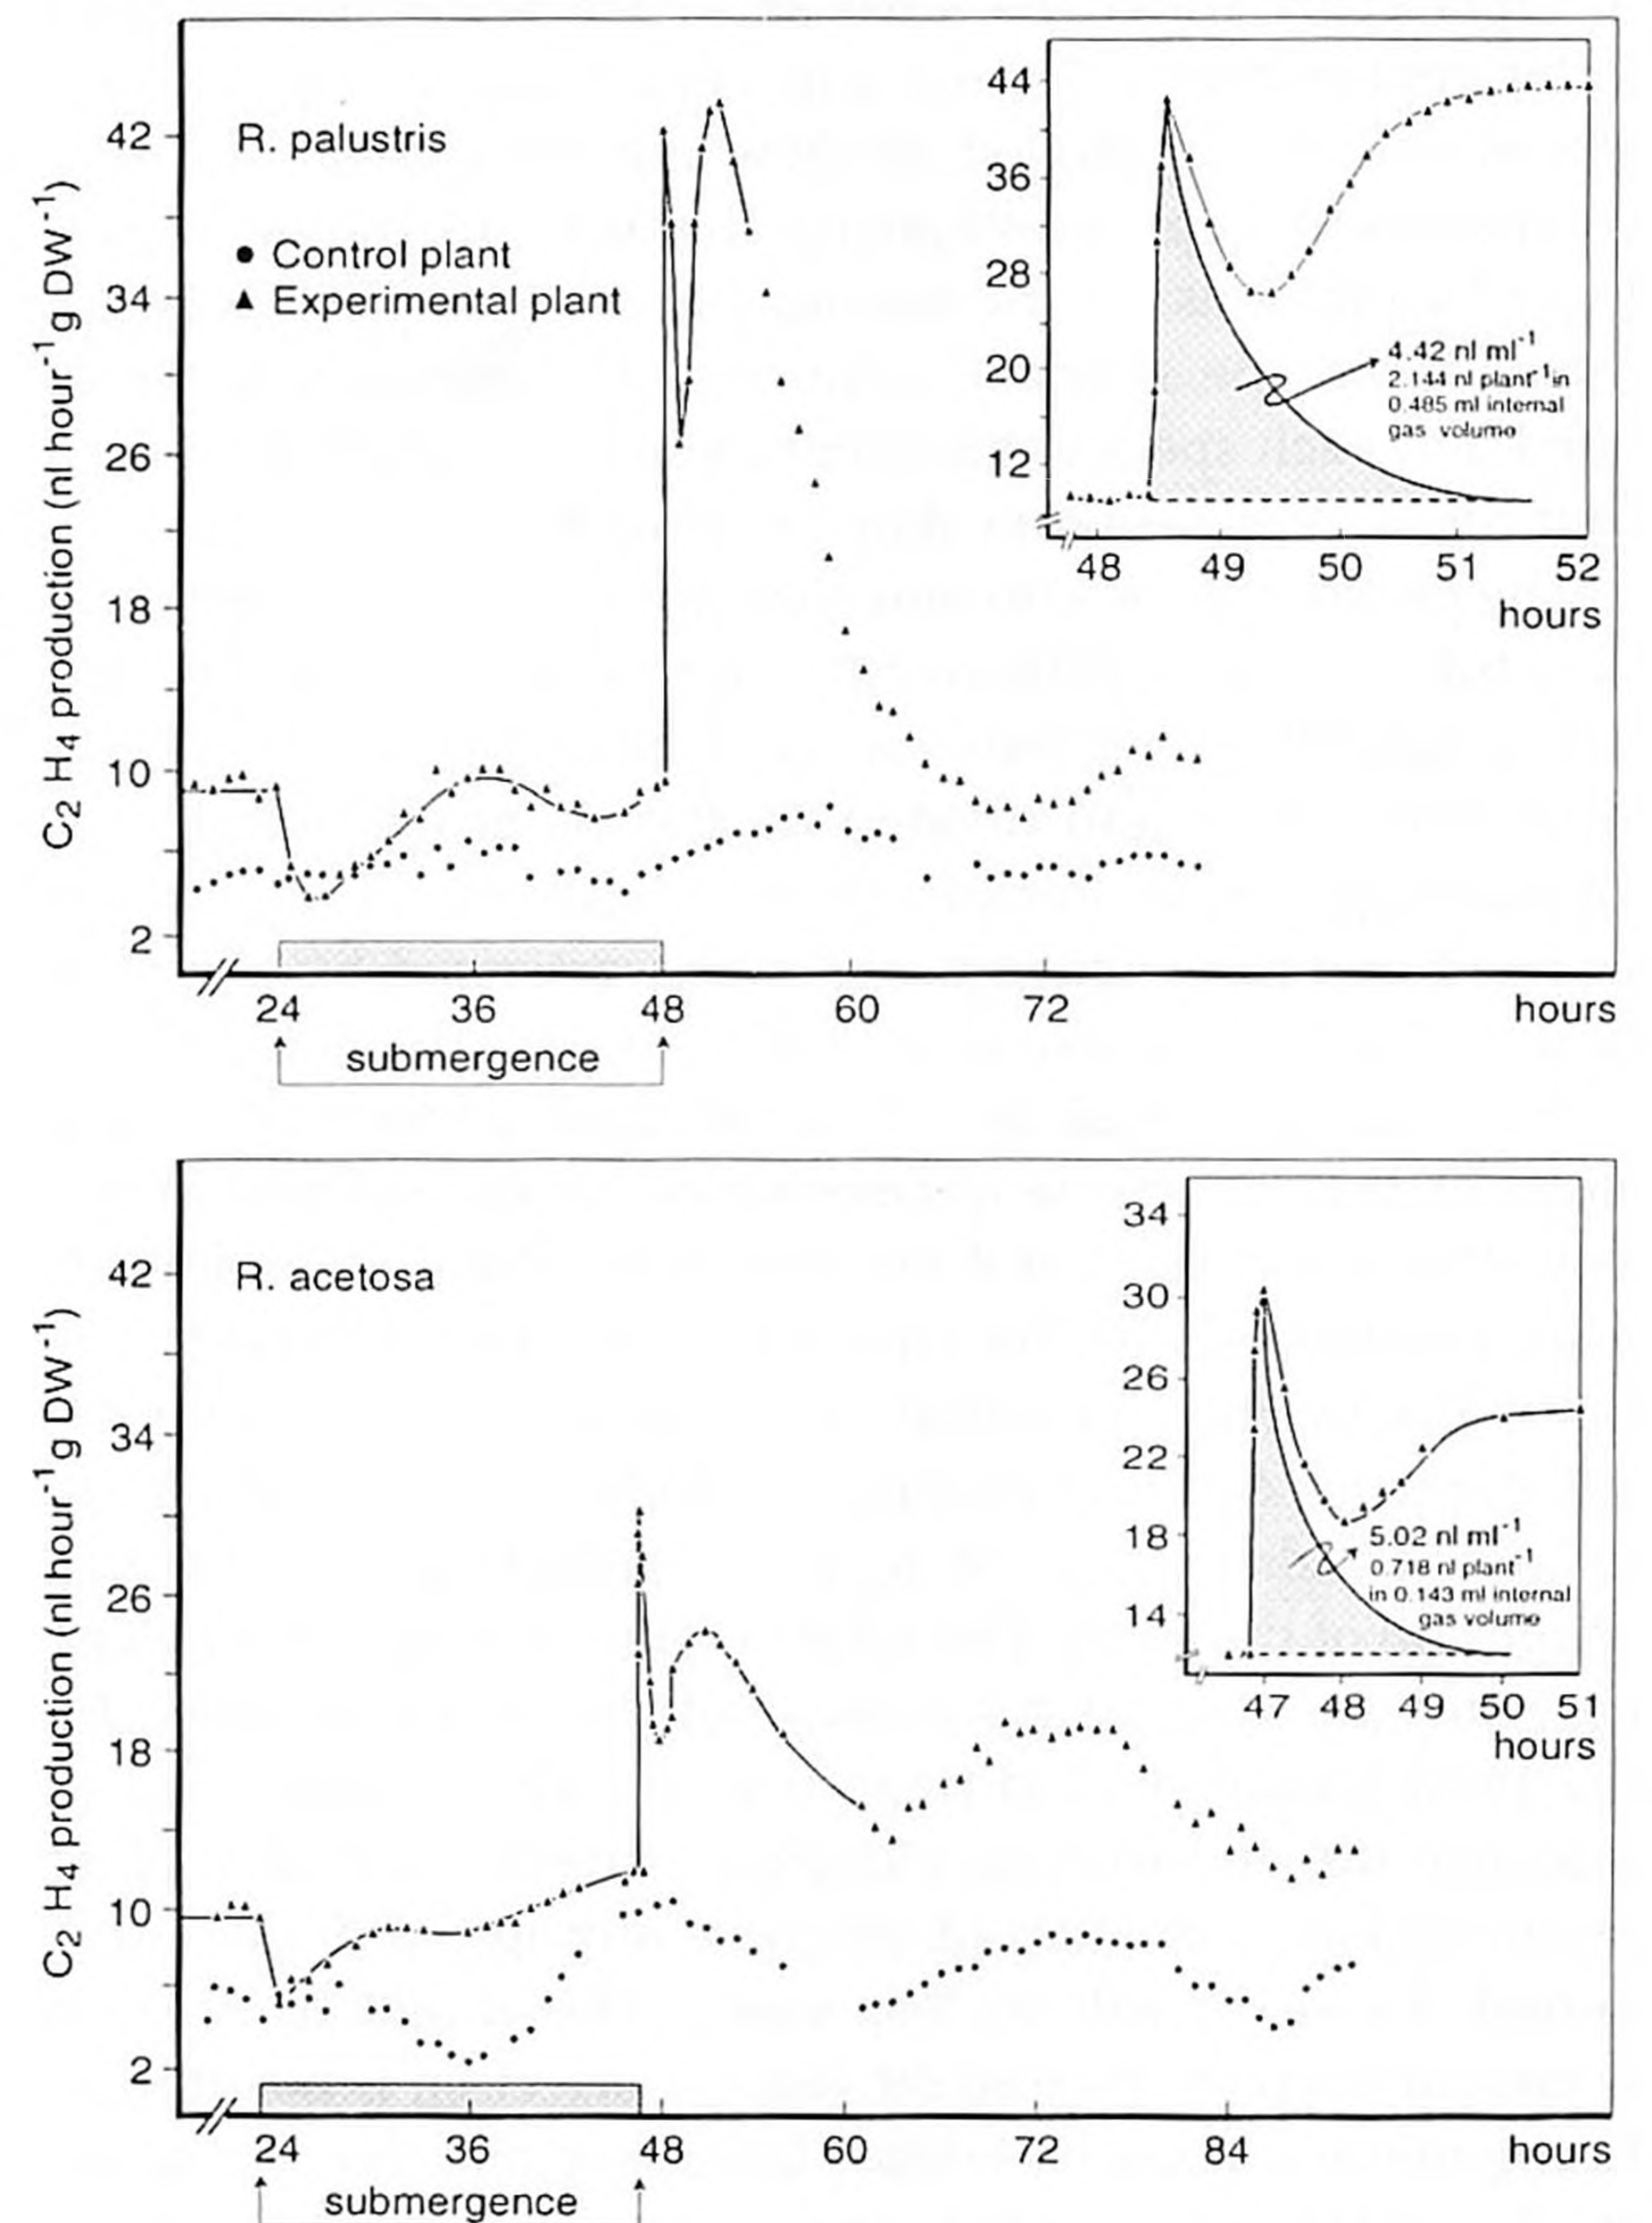 C2 H4 production (nl hour-1 g DW-1)
42
34
26
18
10
2
R. palustris
● Control plant
▲ Experimental plant
44
36
28
20
12
4.42 nl ml-1
2.144 nl plant-1 in
0.485 ml internal
gas volume
48 49 50 51 52
hours
24 36 48 60 72 hours
submergence
C2 H4 production (nl hour-1 g DW-1)
42
34
26
18
10
2
R. acetosa
34
30
26
22
18
14
5.02 nl ml-1
0.718 nl plant-1
in 0.143 ml internal
gas volume
47 48 49 50 51
hours
24 36 48 60 72 84 hours
submergence